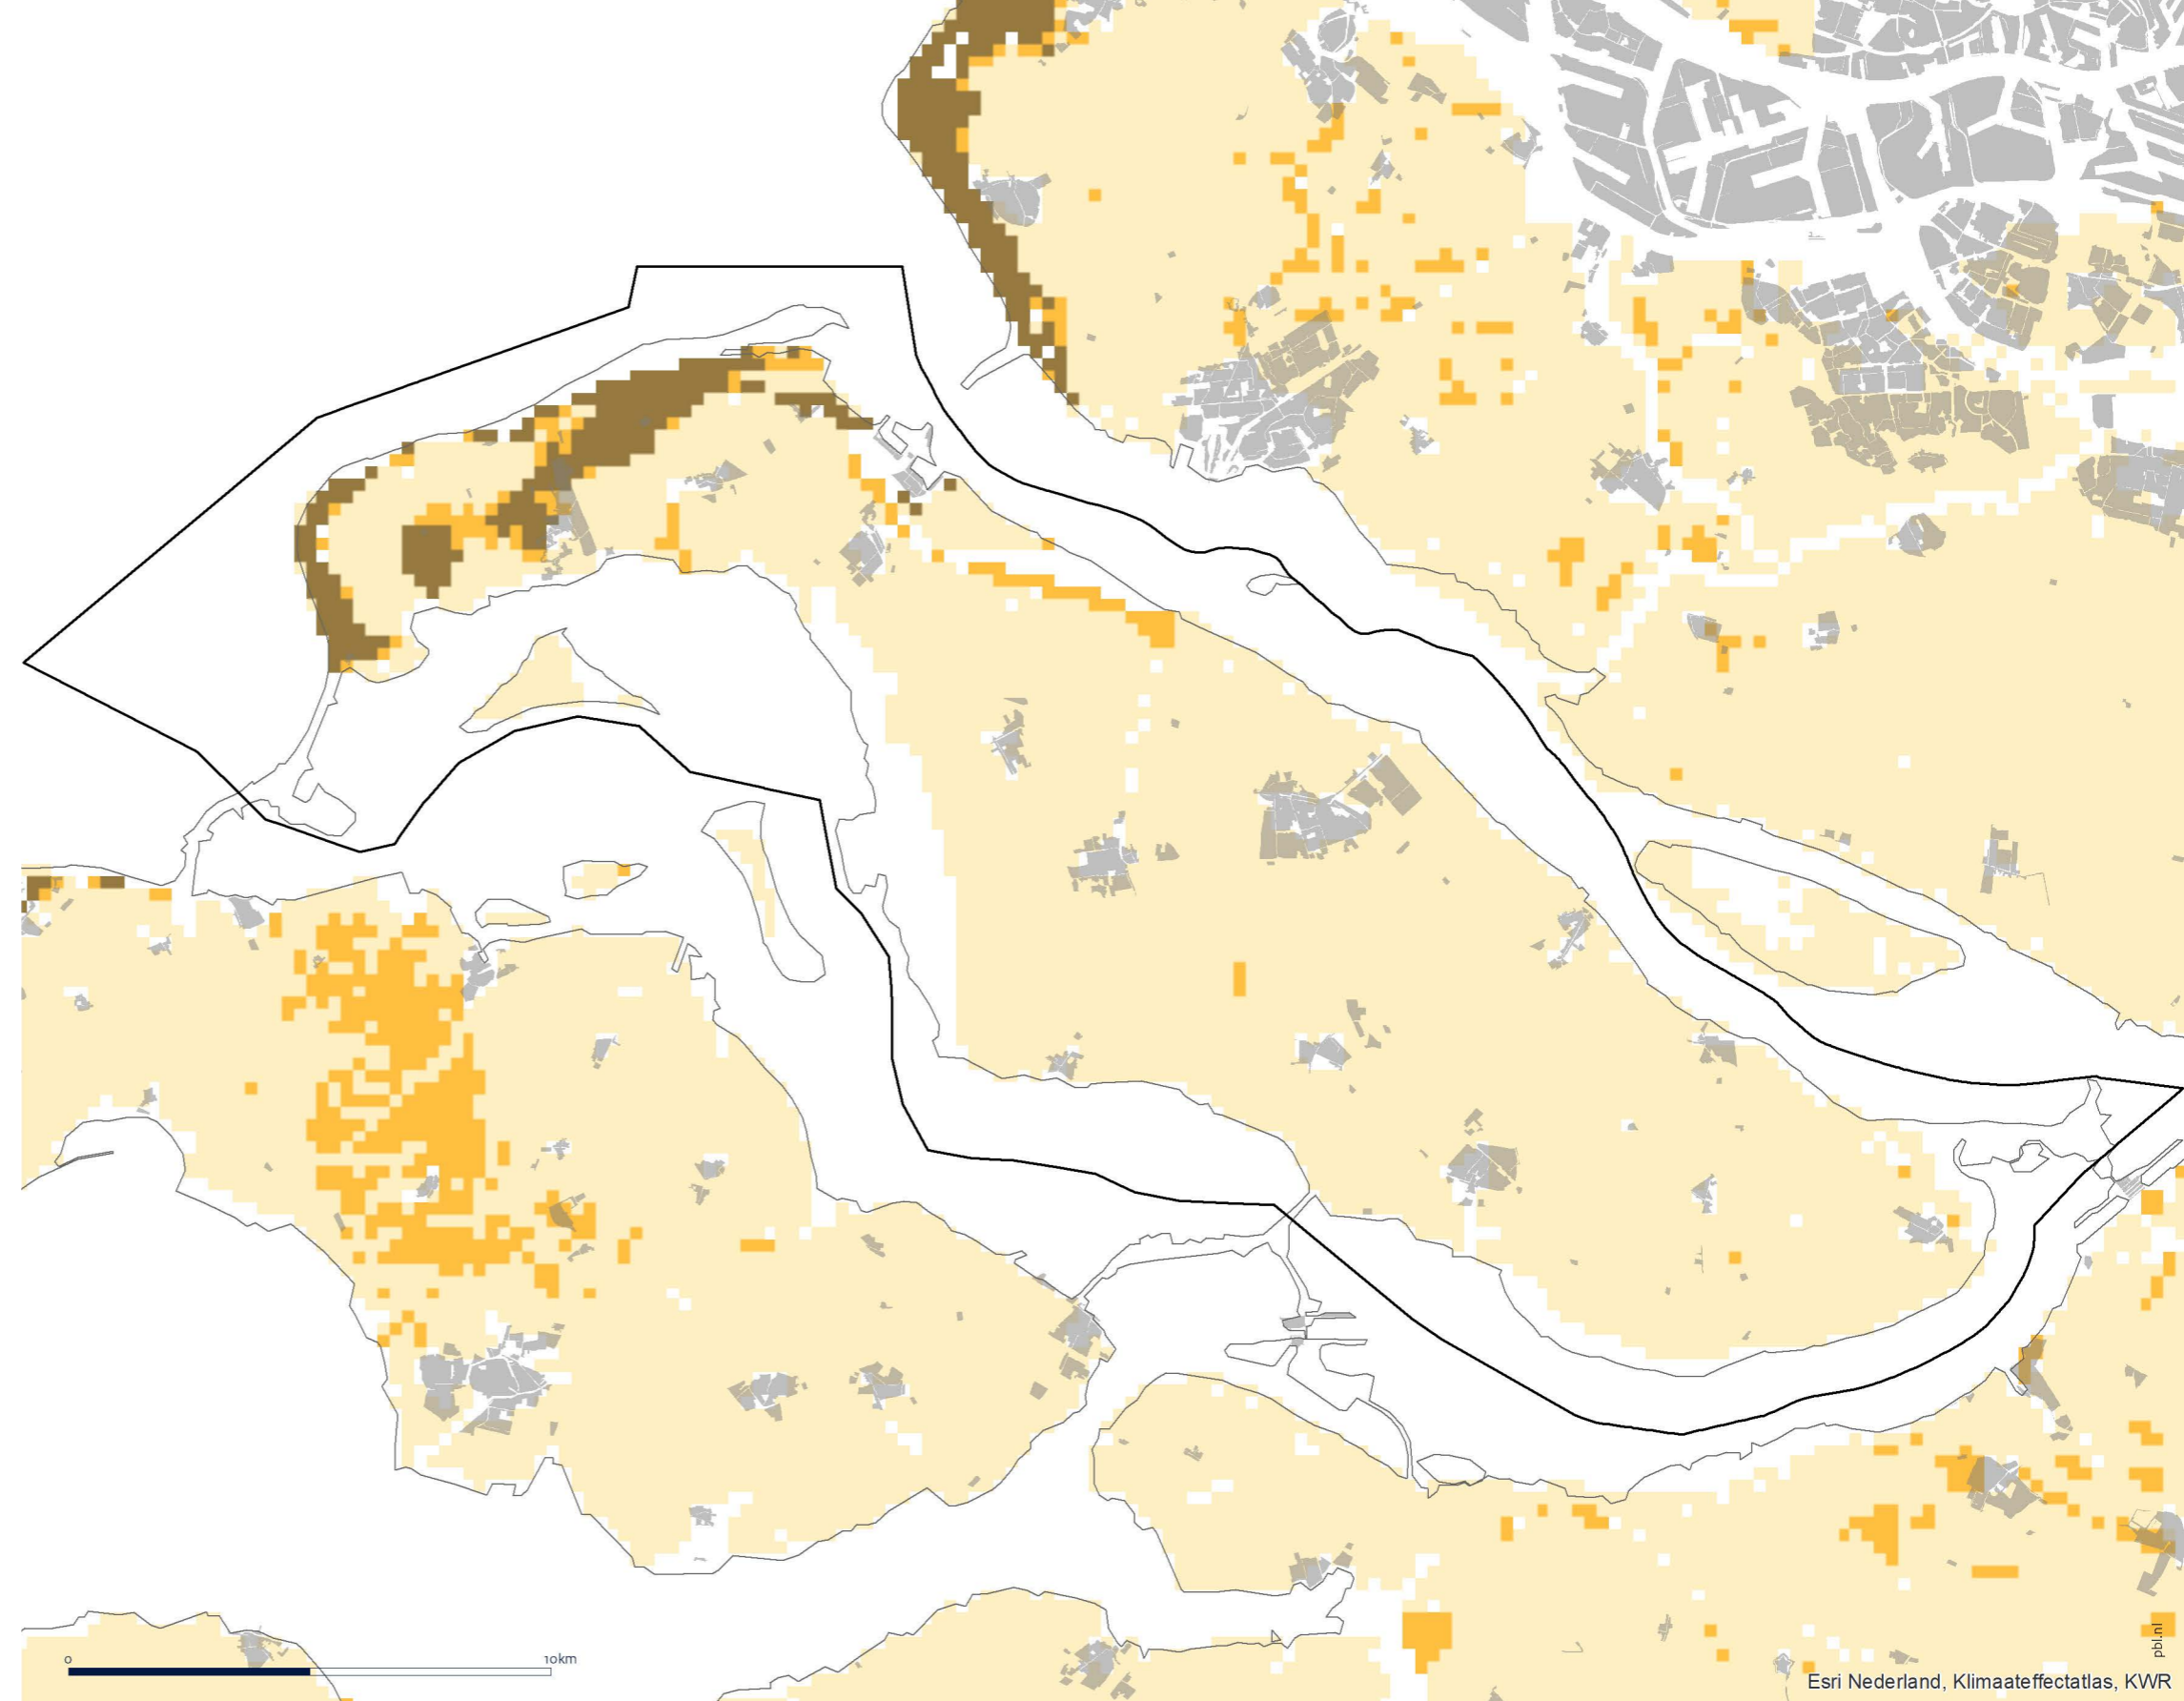 0 10km
pbl.nl
Esri Nederland, Klimaateffectatlas, KWR